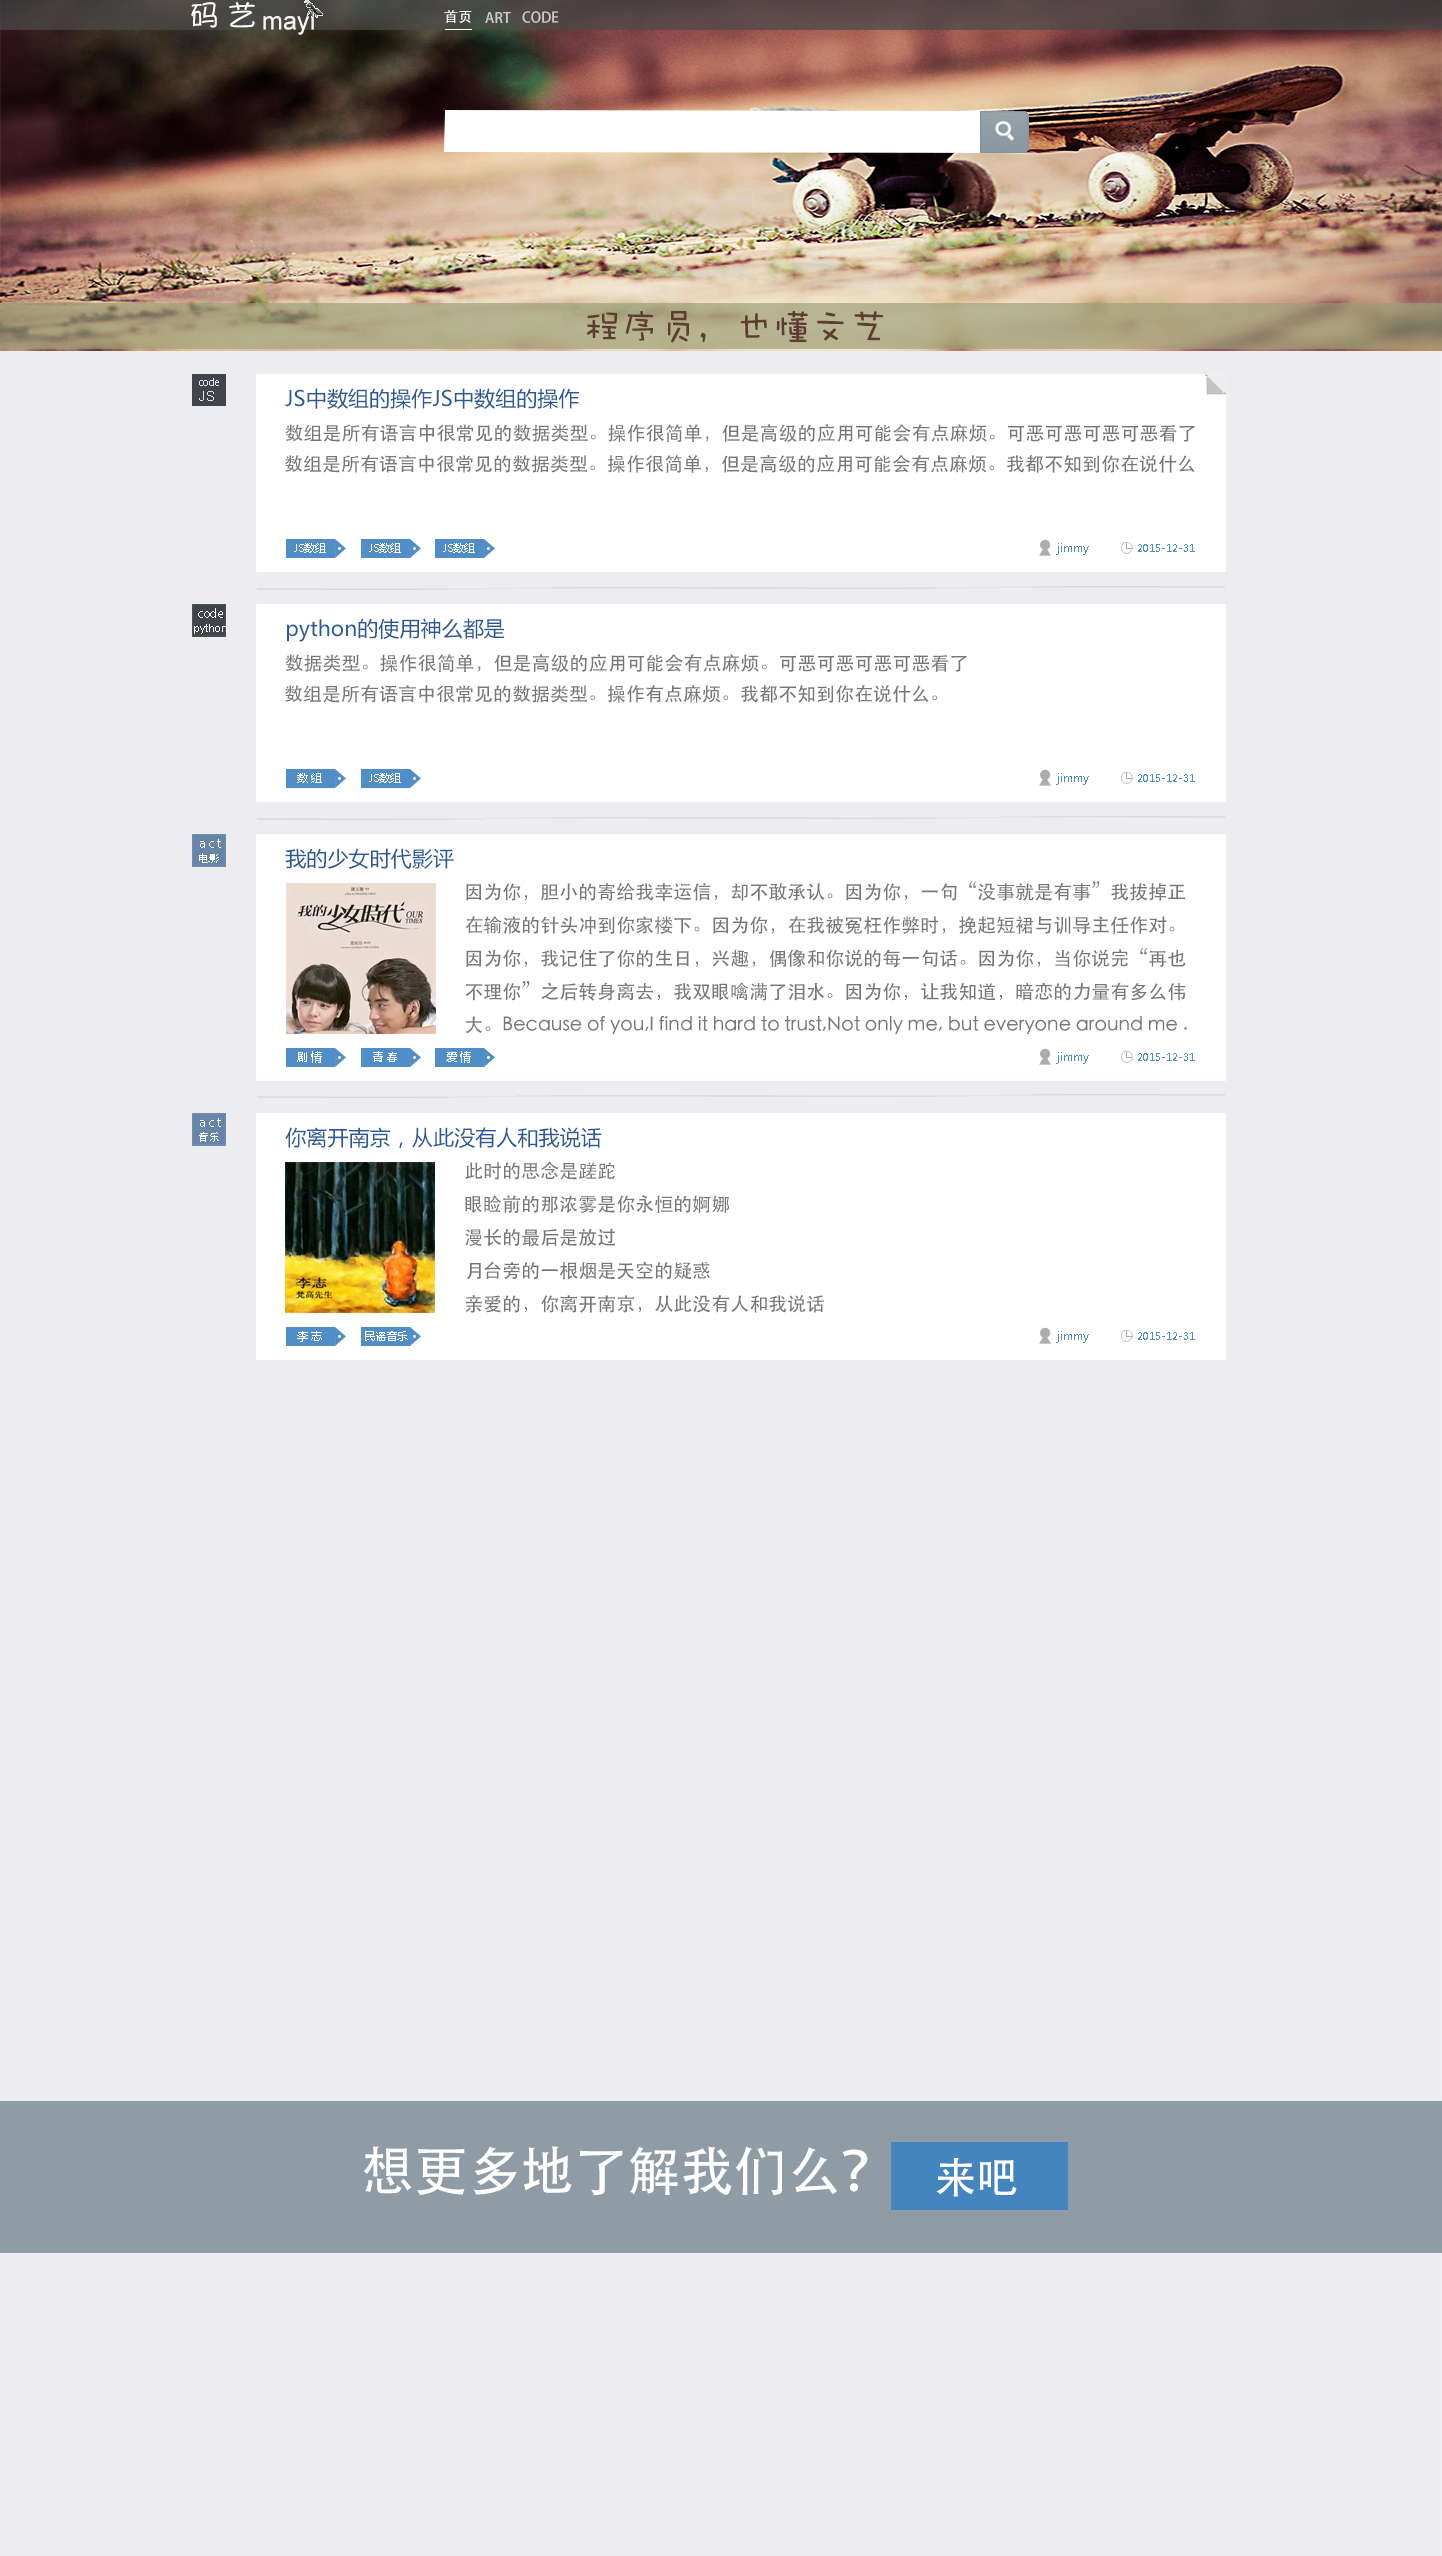 码 艺 mayi
首页 ART CODE
程序员，也懂文艺
code
JS
JS中数组的操作JS中数组的操作
数组是所有语言中很常见的数据类型。操作很简单，但是高级的应用可能会有点麻烦。可恶可恶可恶可恶看了
数组是所有语言中很常见的数据类型。操作很简单，但是高级的应用可能会有点麻烦。我都不知到你在说什么
JS数组 JS数组 JS数组 jimmy 2015-12-31
code
python
python的使用神么都是
数据类型。操作很简单，但是高级的应用可能会有点麻烦。可恶可恶可恶可恶看了
数组是所有语言中很常见的数据类型。操作有点麻烦。我都不知到你在说什么。
数组 JS数组 jimmy 2015-12-31
act
电影
我的少女时代影评
我的少女時代 OUR TIMES
因为你，胆小的寄给我幸运信，却不敢承认。因为你，一句“没事就是有事”我拔掉正
在输液的针头冲到你家楼下。因为你，在我被冤枉作弊时，挽起短裙与训导主任作对。
因为你，我记住了你的生日，兴趣，偶像和你说的每一句话。因为你，当你说完“再也
不理你”之后转身离去，我双眼噙满了泪水。因为你，让我知道，暗恋的力量有多么伟
大。Because of you,I find it hard to trust,Not only me, but everyone around me .
剧情 青春 爱情 jimmy 2015-12-31
act
音乐
你离开南京，从此没有人和我说话
李志
梵高先生
此时的思念是蹉跎
眼睑前的那浓雾是你永恒的婀娜
漫长的最后是放过
月台旁的一根烟是天空的疑惑
亲爱的，你离开南京，从此没有人和我说话
李志 民谣音乐 jimmy 2015-12-31
想更多地了解我们么？ 来吧